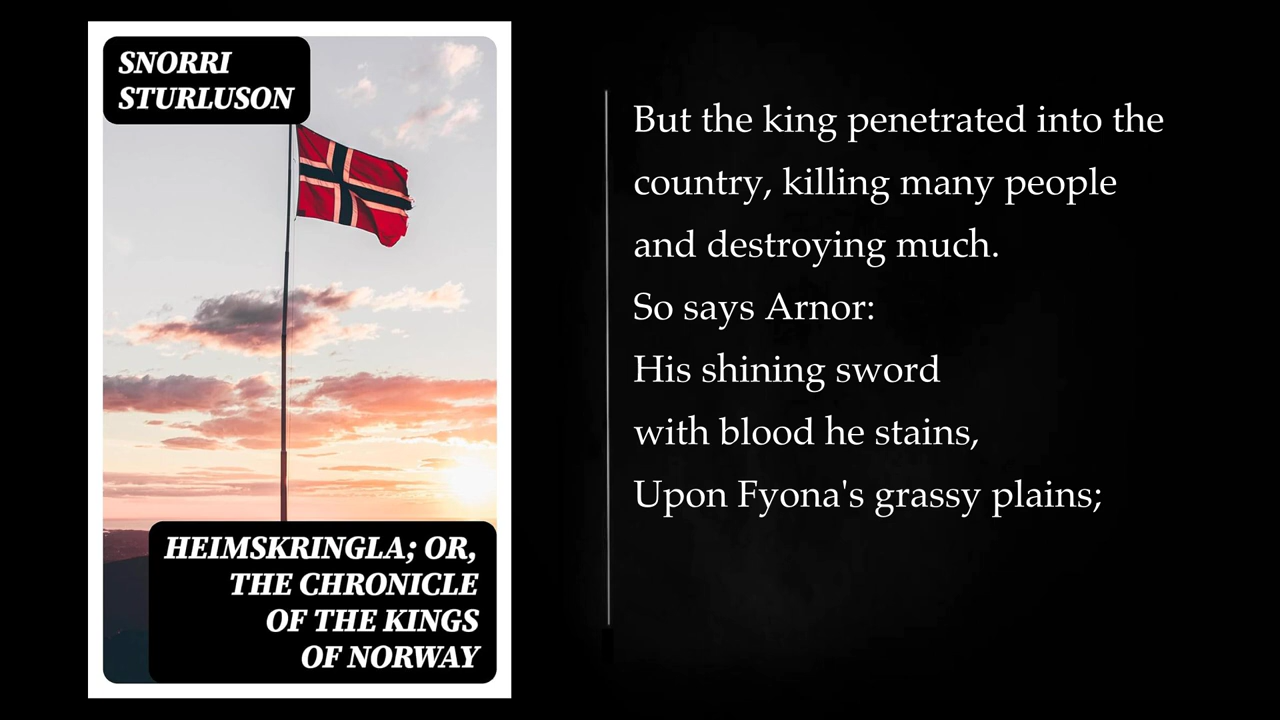 SNORRI
STURLUSON
HEIMSKRINGLA; OR,
THE CHRONICLE
OF THE KINGS
OF NORWAY
But the king penetrated into the
country, killing many people
and destroying much.
So says Arnor:
His shining sword
with blood he stains,
Upon Fyona's grassy plains;